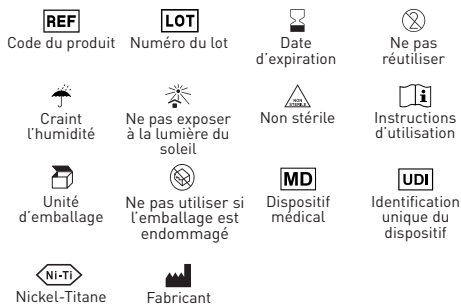 REF
LOT
Code du produit
Numéro du lot
Date
d'expiration
Ne pas
réutiliser
NON
STERILE
i
Craint
l'humidité
Ne pas exposer
à la lumière du
soleil
Non stérile
Instructions
d'utilisation
MD
UDI
Unité
d'emballage
Ne pas utiliser si
l'emballage est
endommagé
Dispositif
médical
Identification
unique du
dispositif
Ni-Ti
Nickel-Titane
Fabricant